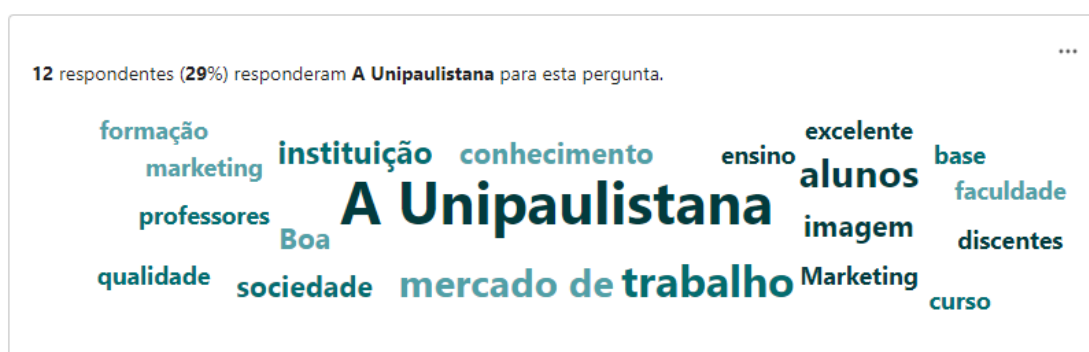 12 respondentes (29%) responderam A Unipaulistana para esta pergunta.
formação
marketing
instituição
conhecimento
ensino
excelente
base
alunos
faculdade
professores
Boa
A Unipaulistana
imagem
discentes
qualidade
sociedade
mercado de
trabalho
Marketing
curso